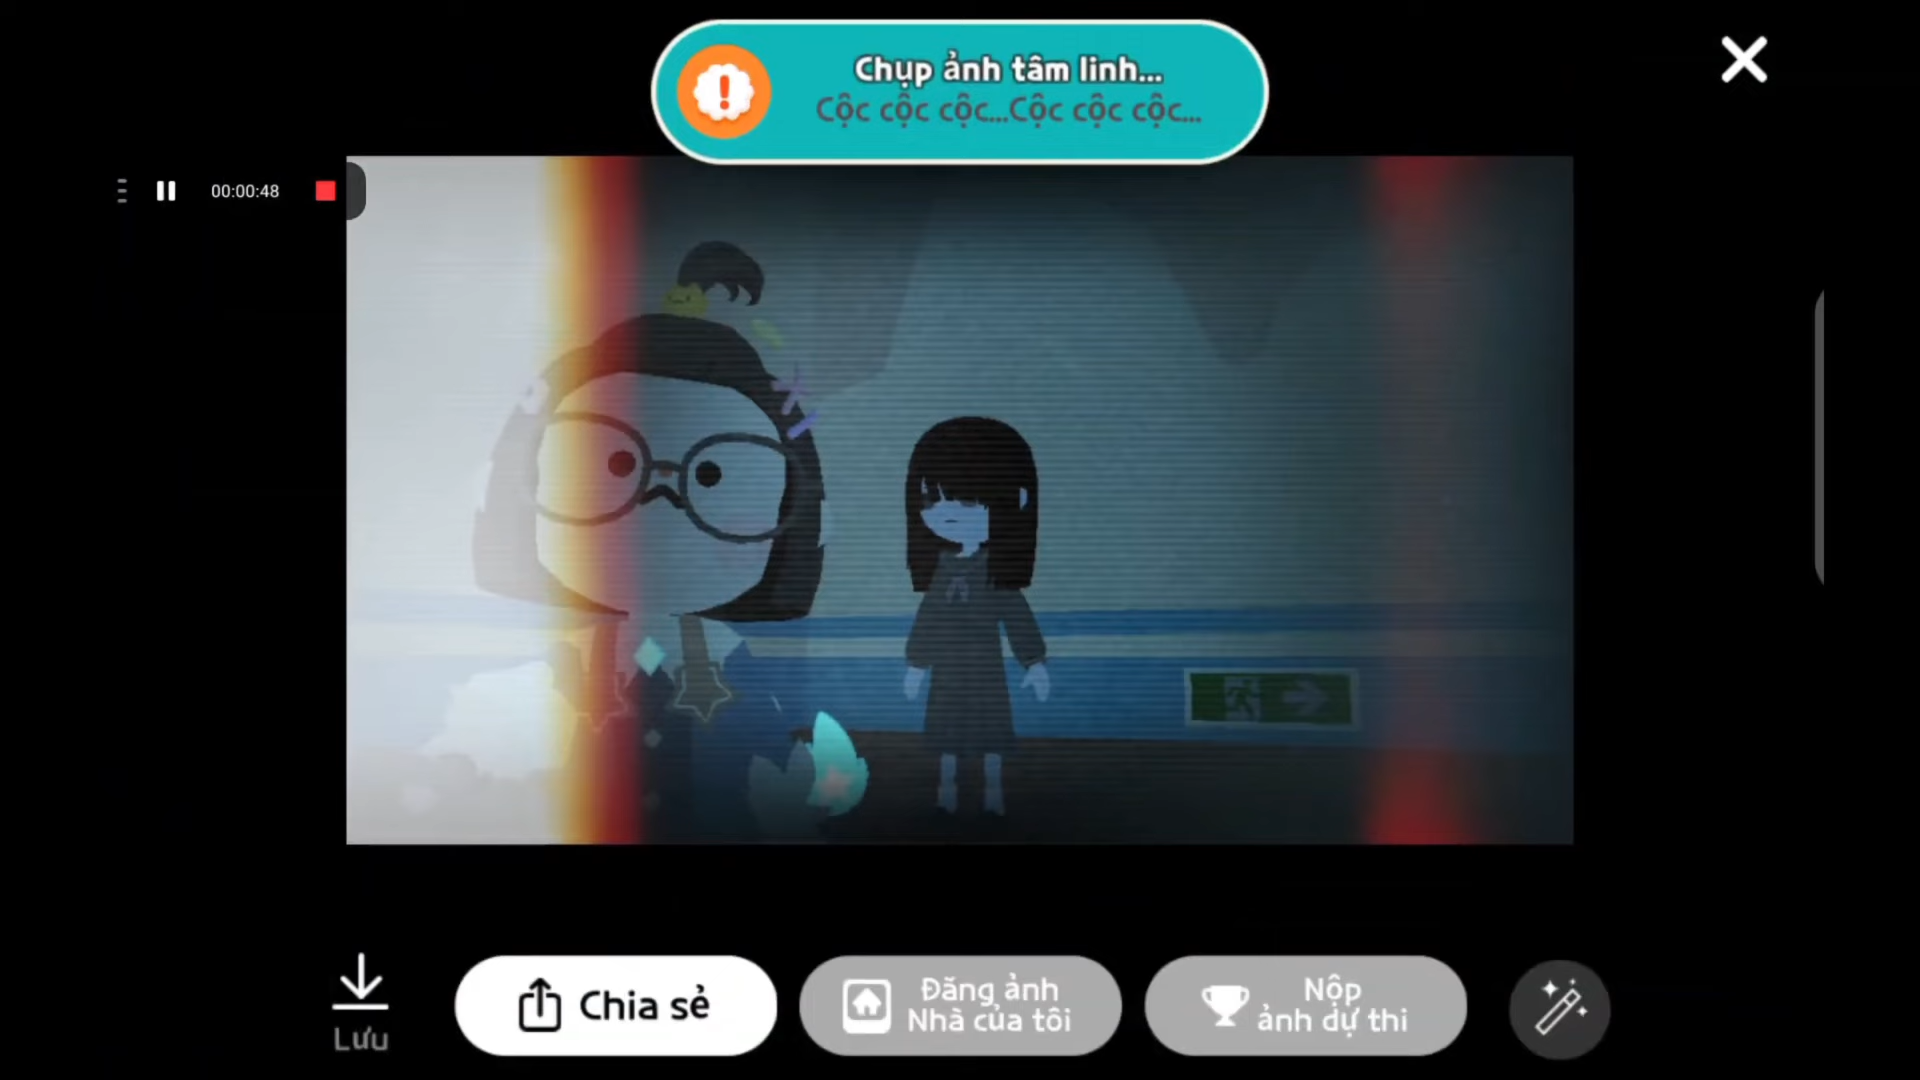 Chụp ảnh tâm linh...
Cộc cộc cộc...Cộc cộc cộc...
00:00:48
Lưu
Chia sẻ
Đăng ảnh
Nhà của tôi
Nộp
ảnh dự thi